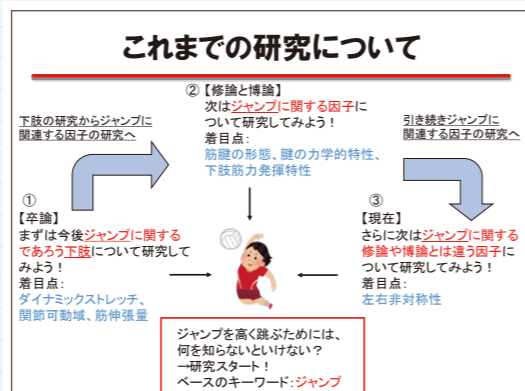 これまでの研究について
下肢の研究からジャンプに
関連する因子の研究へ
② 【修論と博論】
次はジャンプに関する因子に
ついて研究してみよう！
着目点：
筋腱の形態、腱の力学的特性、
下肢筋力発揮特性
引き続きジャンプに
関連する因子の研究へ
①
【卒論】
まずは今後ジャンプに関する
であろう下肢について研究して
みよう！
着目点：
ダイナミックストレッチ、
関節可動域、筋伸張量
③
【現在】
さらに次はジャンプに関する
修論や博論とは違う因子に
ついて研究してみよう！
着目点：
左右非対称性
ジャンプを高く跳ぶためには、
何を知らないといけない？
→研究スタート！
ベースのキーワード：ジャンプ